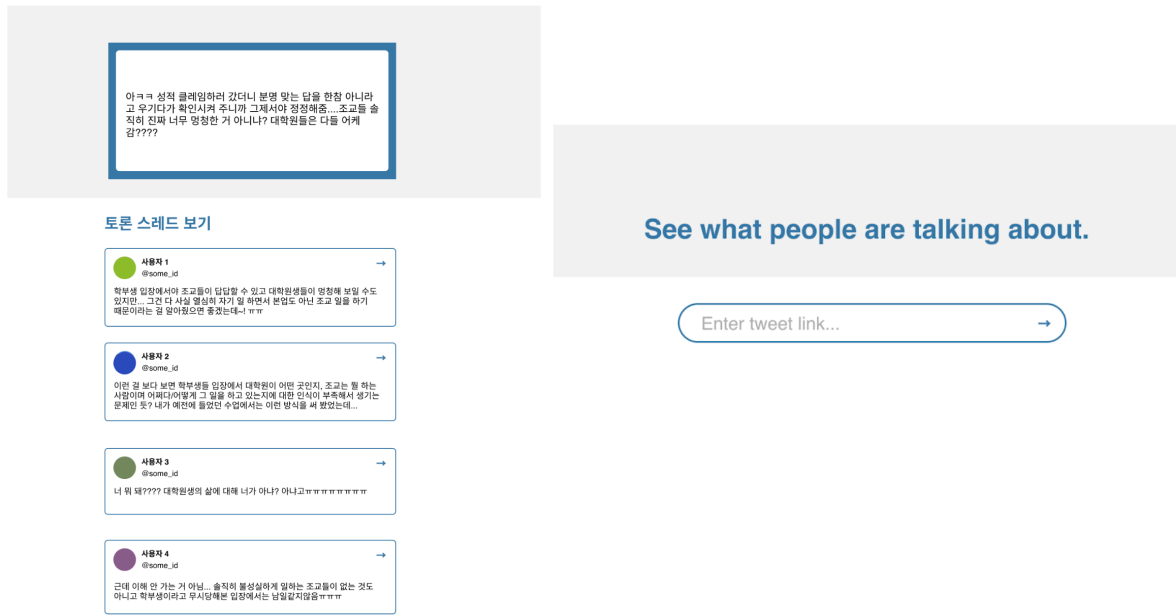 아ㅋㅋ 성적 클레임하러 갔더니 분명 맞는 답을 한참 아니라
고 우기다가 확인시켜 주니까 그제서야 정정해줌....조교들 솔
직히 진짜 너무 멍청한 거 아니냐? 대학원들은 다들 어케
감????
토론 스레드 보기
사용자 1
→
@some_id
학부생 입장에서야 조교들이 답답할 수 있고 대학원생들이 멍청해 보일 수도
있지만... 그건 다 사실 열심히 자기 일 하면서 본업도 아닌 조교 일을 하기
때문이라는 걸 알아줬으면 좋겠는데~! ㅠㅠ
사용자 2
→
@some_id
이런 걸 보다 보면 학부생들 입장에서 대학원이 어떤 곳인지, 조교는 뭘 하는
사람이며 어쩌다/어떻게 그 일을 하고 있는지에 대한 인식이 부족해서 생기는
문제인 듯? 내가 예전에 들었던 수업에서는 이런 방식을 써 봤었는데...
사용자 3
→
@some_id
너 뭐 돼???? 대학원생의 삶에 대해 너가 아냐? 아냐고ㅠㅠㅠㅠㅠㅠㅠㅠ
사용자 4
→
@some_id
근데 이해 안 가는 거 아님... 솔직히 불성실하게 일하는 조교들이 없는 것도
아니고 학부생이라고 무시당해본 입장에서는 남일같지않음ㅠㅠㅠ
See what people are talking about.
Enter tweet link...
→